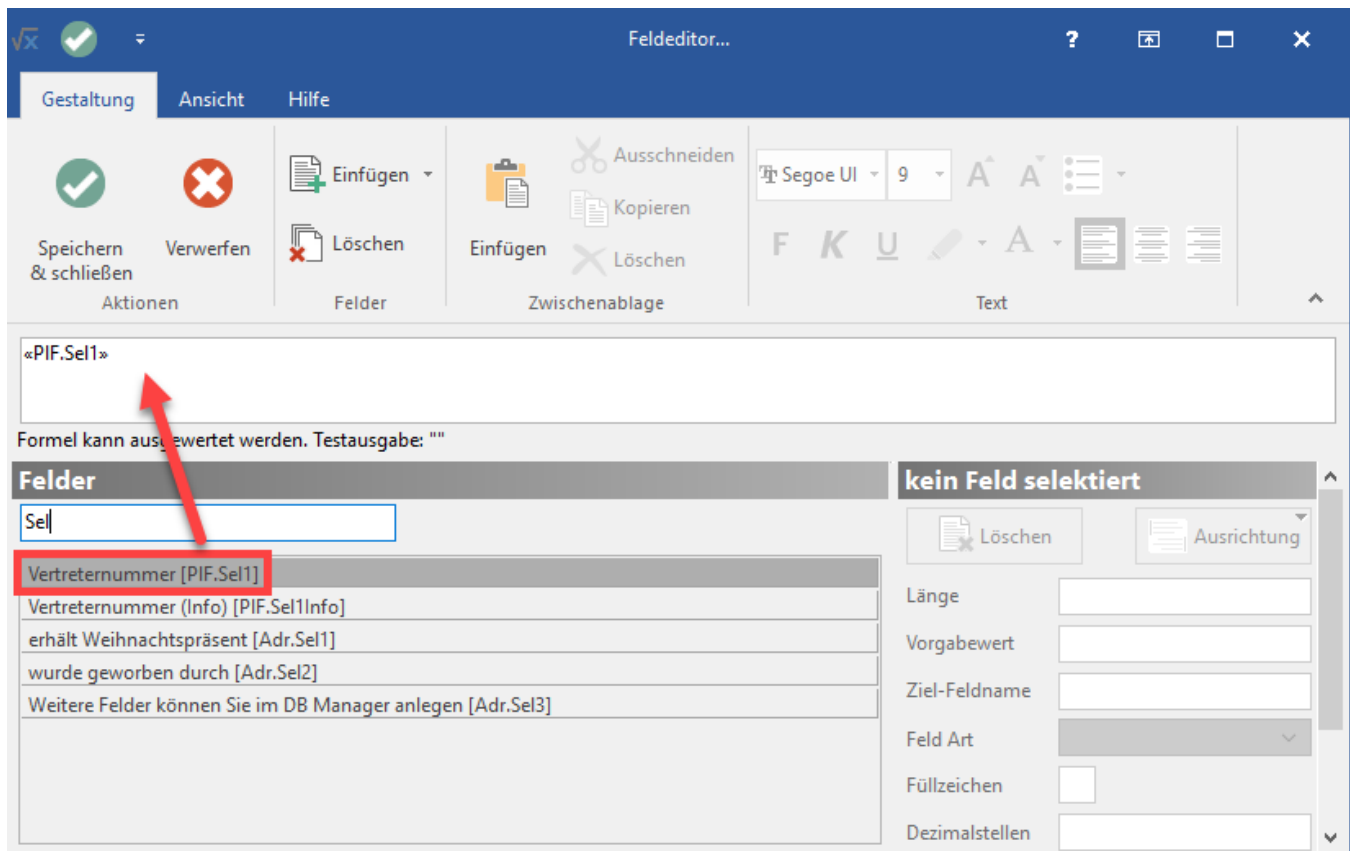 Feldeditor...
?
Gestaltung Ansicht Hilfe
Speichern & schließen
Verwerfen
Einfügen
Löschen
Einfügen
Ausschneiden
Kopieren
Löschen
Segoe UI 9
F K U A
Aktionen Felder Zwischenablage Text
«PIF.Sel1»
Formel kann ausgewertet werden. Testausgabe: ""
Felder
Sel
Vertreternummer [PIF.Sel1]
Vertreternummer (Info) [PIF.Sel1Info]
erhält Weihnachtspräsent [Adr.Sel1]
wurde geworben durch [Adr.Sel2]
Weitere Felder können Sie im DB Manager anlegen [Adr.Sel3]
kein Feld selektiert
Löschen Ausrichtung
Länge
Vorgabewert
Ziel-Feldname
Feld Art
Füllzeichen
Dezimalstellen